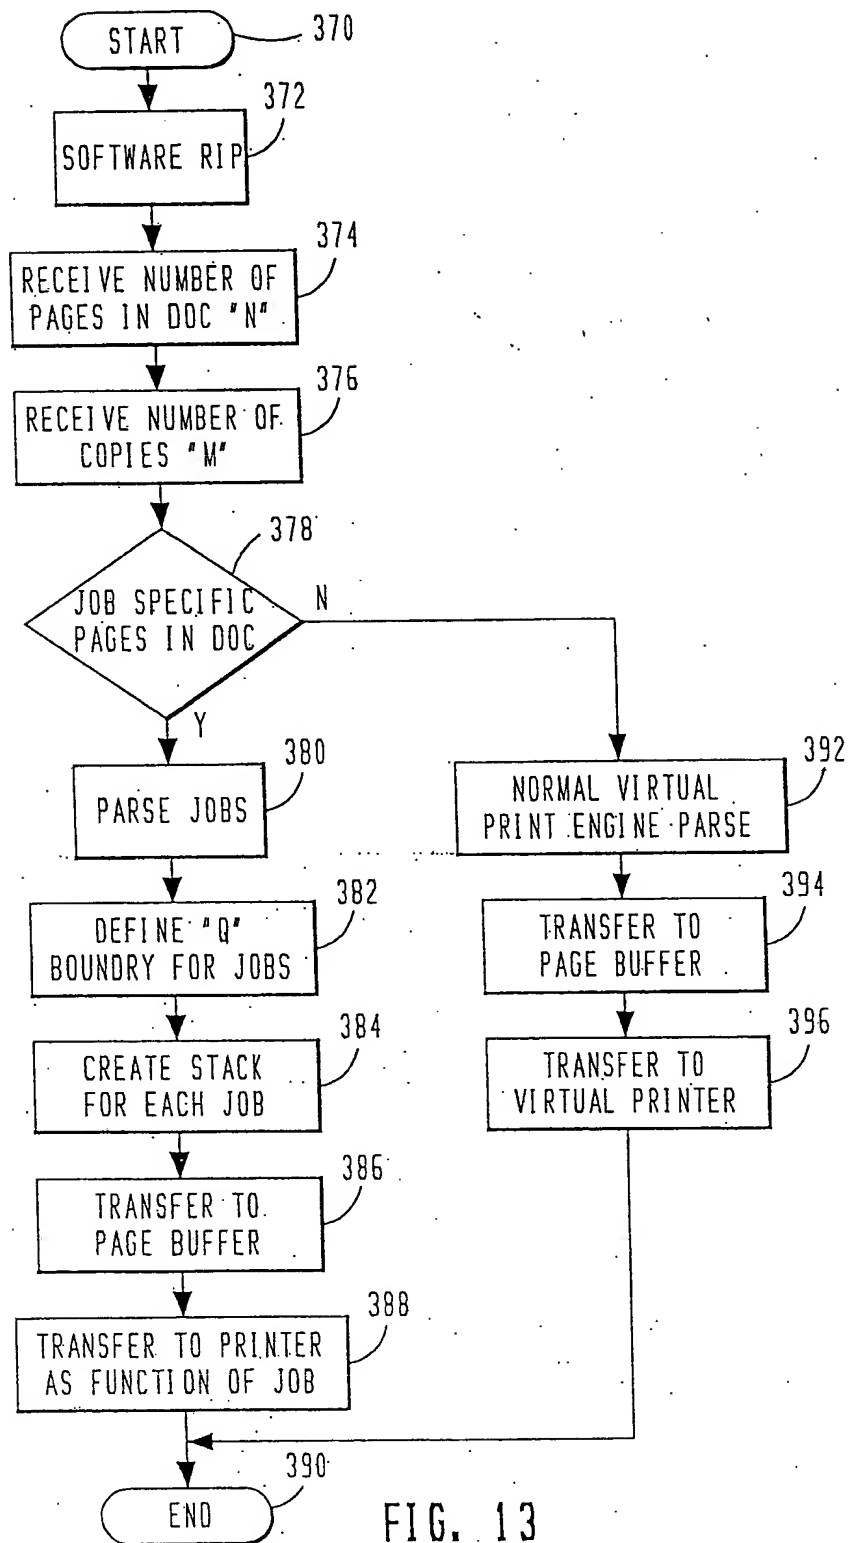 START
370
372
SOFTWARE RIP
374
RECEIVE NUMBER OF
PAGES IN DOC "N"
376
RECEIVE NUMBER OF
COPIES "M"
378
JOB SPECIFIC
PAGES IN DOC
N
Y
380
PARSE JOBS
382
DEFINE "Q"
BOUNDRY FOR JOBS
384
CREATE STACK
FOR EACH JOB
386
TRANSFER TO
PAGE BUFFER
388
TRANSFER TO PRINTER
AS FUNCTION OF JOB
392
NORMAL VIRTUAL
PRINT ENGINE PARSE
394
TRANSFER TO
PAGE BUFFER
396
TRANSFER TO
VIRTUAL PRINTER
390
END
FIG. 13